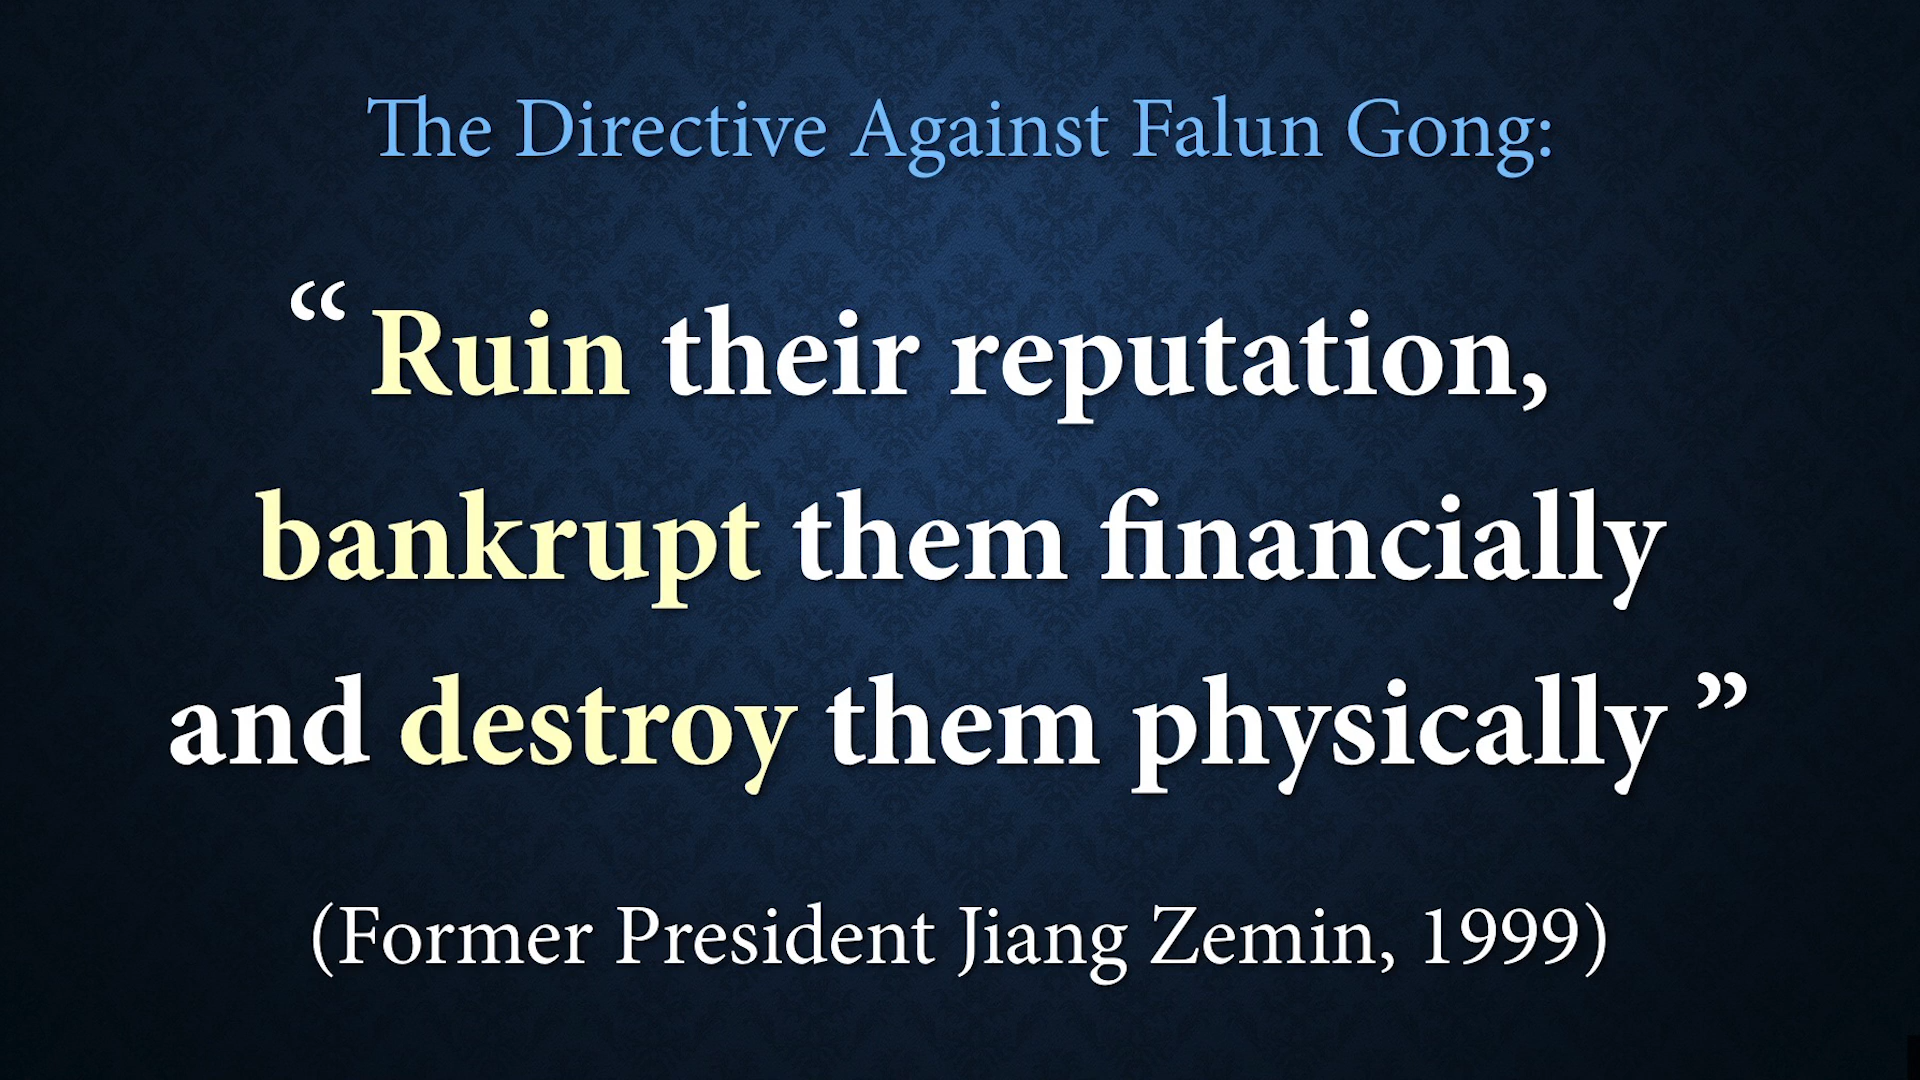 The Directive Against Falun Gong:
“ Ruin their reputation,
bankrupt them financially
and destroy them physically ”
(Former President Jiang Zemin, 1999)